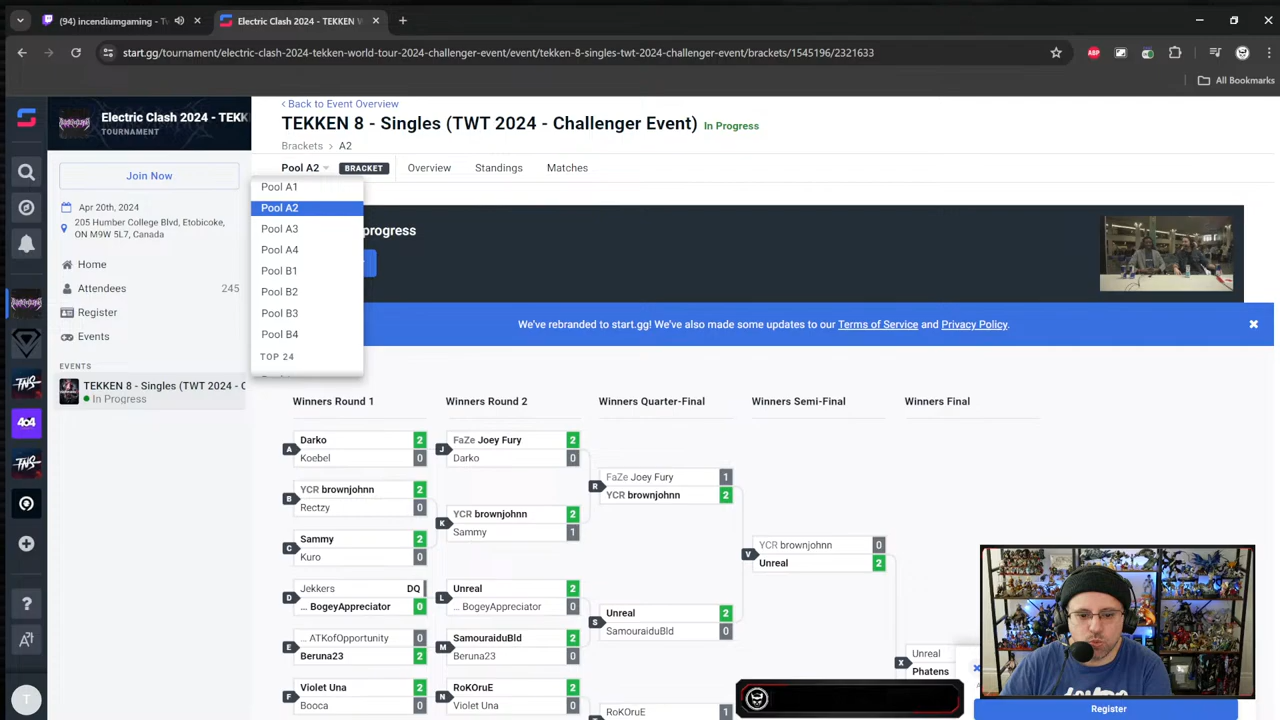 (94) incendiumgaming - Tw
Electric Clash 2024 - TEKKEN W
start.gg/tournament/electric-clash-2024-tekken-world-tour-2024-challenger-event/event/tekken-8-singles-twt-2024-challenger-event/brackets/1545196/2321633
ABP
All Bookmarks
Electric Clash 2024 - TEKK
TOURNAMENT
Join Now
Apr 20th, 2024
205 Humber College Blvd, Etobicoke,
ON M9W 5L7, Canada
Home
Attendees 245
Register
Events
EVENTS
TEKKEN 8 - Singles (TWT 2024 - C
In Progress
TNS
404
TNS
?
T
‹ Back to Event Overview
TEKKEN 8 - Singles (TWT 2024 - Challenger Event) In Progress
Brackets › A2
Pool A2 BRACKET Overview Standings Matches
Pool A1
Pool A2
Pool A3
Pool A4
Pool B1
Pool B2
Pool B3
Pool B4
TOP 24
progress
We've rebranded to start.gg! We've also made some updates to our Terms of Service and Privacy Policy.
Winners Round 1 Winners Round 2 Winners Quarter-Final Winners Semi-Final Winners Final
A Darko 2
Koebel 0
B YCR brownjohnn 2
Rectzy 0
C Sammy 2
Kuro 0
D Jekkers DQ
... BogeyAppreciator 0
E ... ATKofOpportunity 0
Beruna23 2
F Violet Una 2
Booca 0
J FaZe Joey Fury 2
Darko 0
K YCR brownjohnn 2
Sammy 1
L Unreal 2
... BogeyAppreciator 0
M SamouraiduBld 2
Beruna23 0
N RoKOruE 2
Violet Una 0
R FaZe Joey Fury 1
YCR brownjohnn 2
S Unreal 2
SamouraiduBld 0
RoKOruE 1
V YCR brownjohnn 0
Unreal 2
X Unreal
Phatens
Register